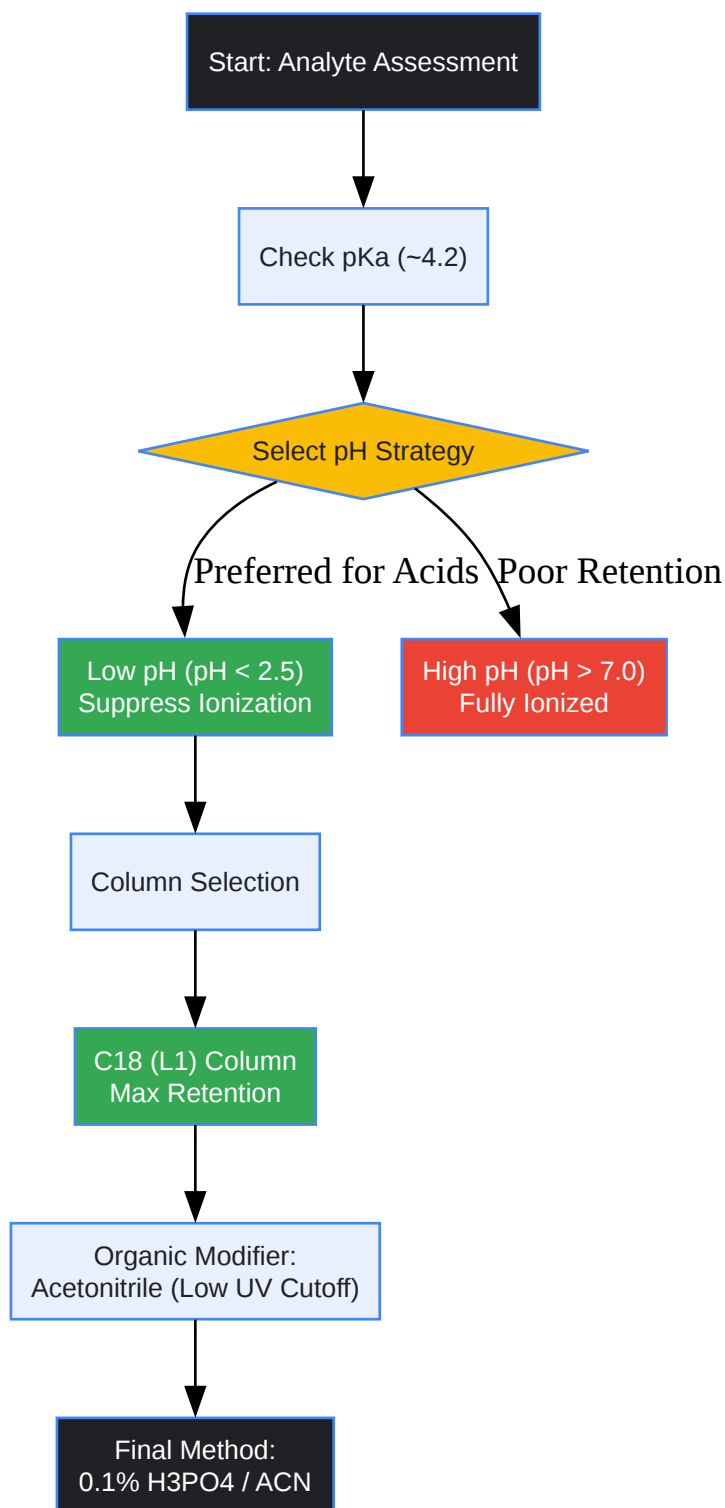 Start: Analyte Assessment
Check pKa (~4.2)
Select pH Strategy
Preferred for Acids
Poor Retention
Low pH (pH < 2.5)
Suppress Ionization
High pH (pH > 7.0)
Fully Ionized
Column Selection
C18 (L1) Column
Max Retention
Organic Modifier:
Acetonitrile (Low UV Cutoff)
Final Method:
0.1% H3PO4 / ACN